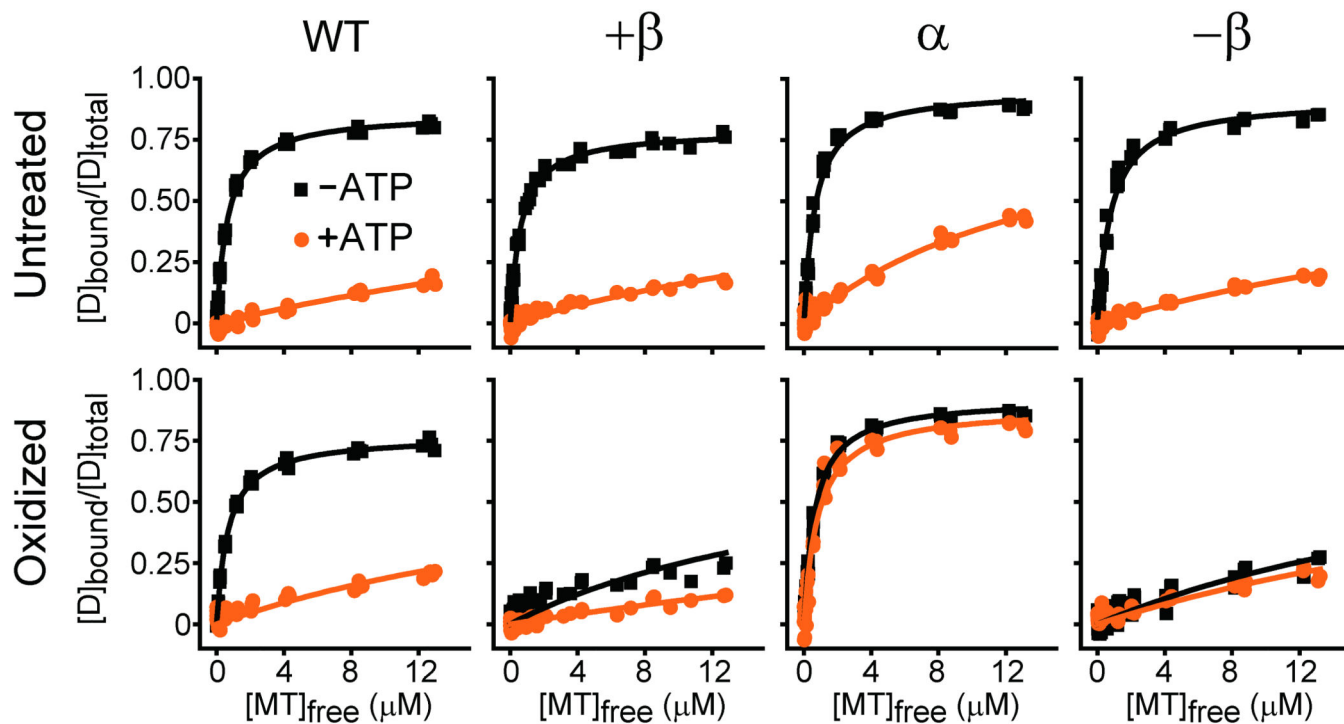 WT +β α −β
Untreated
[D]bound/[D]total
1.00
0.75
0.50
0.25
0
−ATP
+ATP
Oxidized
[D]bound/[D]total
1.00
0.75
0.50
0.25
0
0 4 8 12 0 4 8 12 0 4 8 12 0 4 8 12
[MT]free (μM) [MT]free (μM) [MT]free (μM) [MT]free (μM)